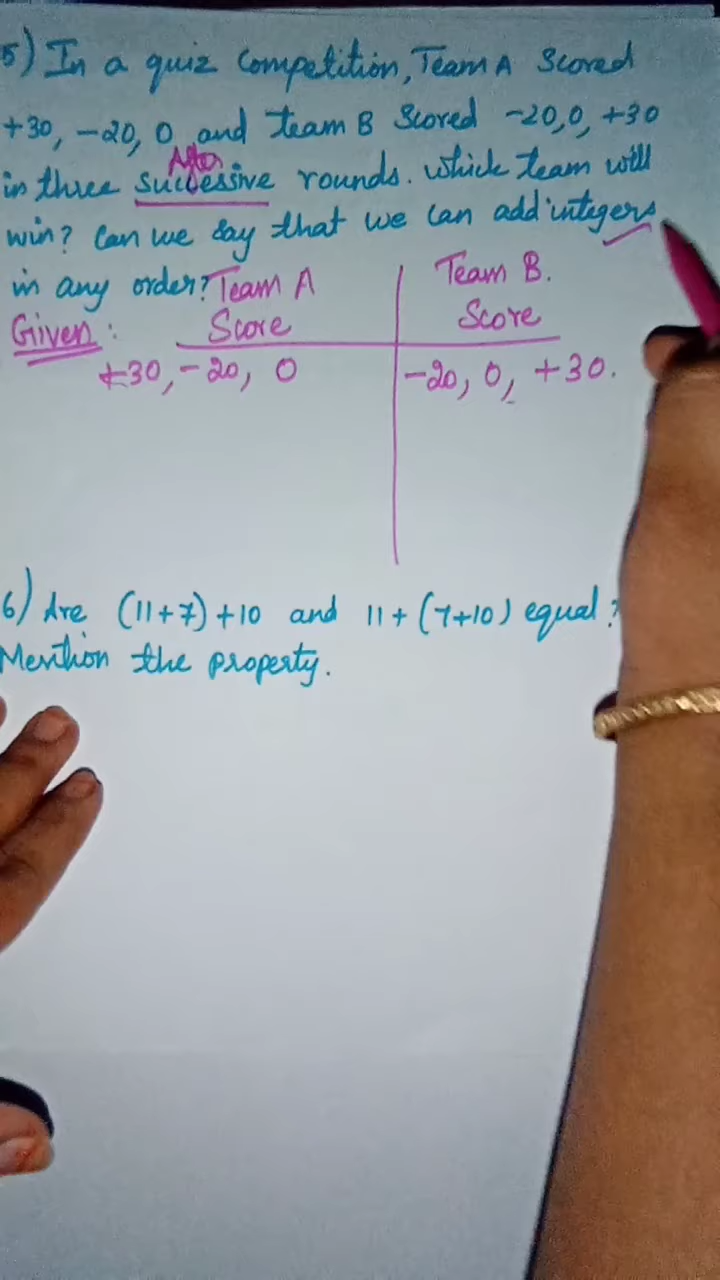 5) In a quiz Competition, Team A Scored
+30, -20, 0 and team B Scored -20, 0, +30
After
in three successive rounds. which team will
win? Can we say that we can add integers
in any order?
Team A
Score
Team B.
Score
Given:
+30, -20, 0
-20, 0, +30.
6) Are (11+7)+10 and 11+(7+10) equal?
Mention the property.